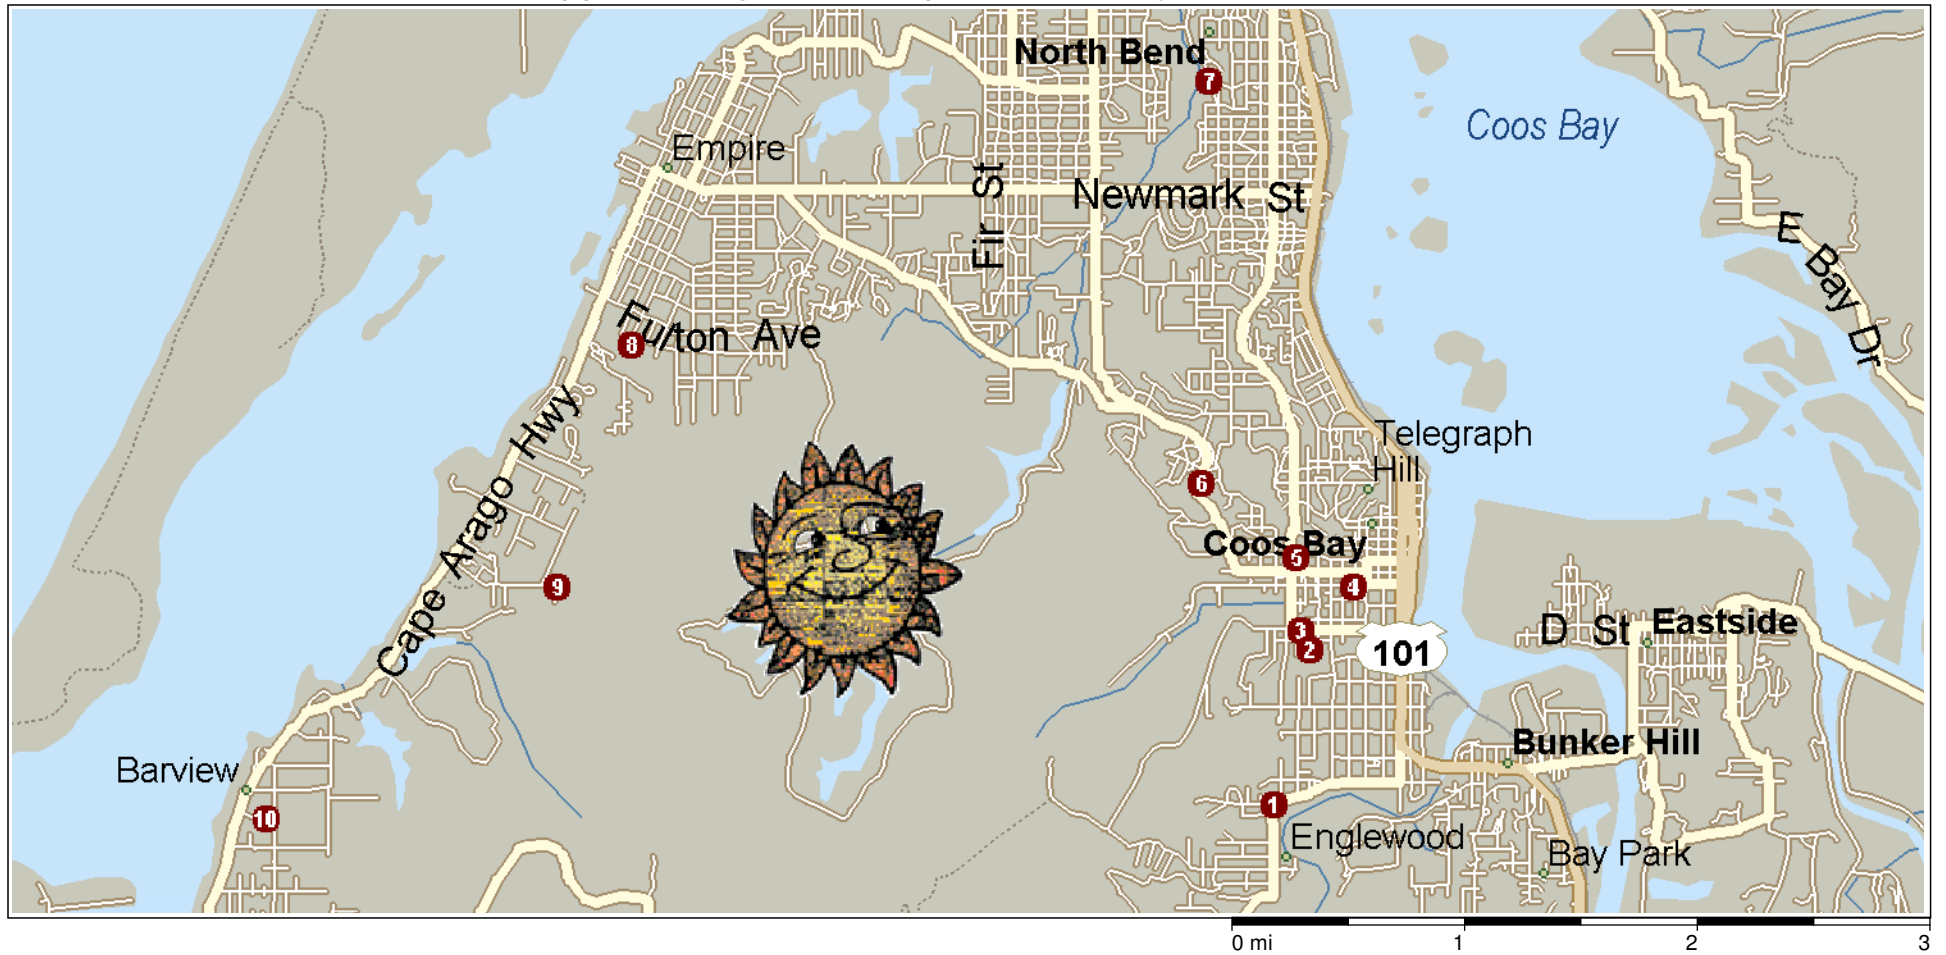 North Bend
7
Coos Bay
Empire
Fir St
Newmark St
E Bay Dr
Fulton Ave
8
Cape Arago Hwy
Telegraph
Hill
6
Coos Bay
5
4
9
3
2
101
D St
Eastside
Bunker Hill
Barview
10
1
Englewood
Bay Park
0 mi
1
2
3